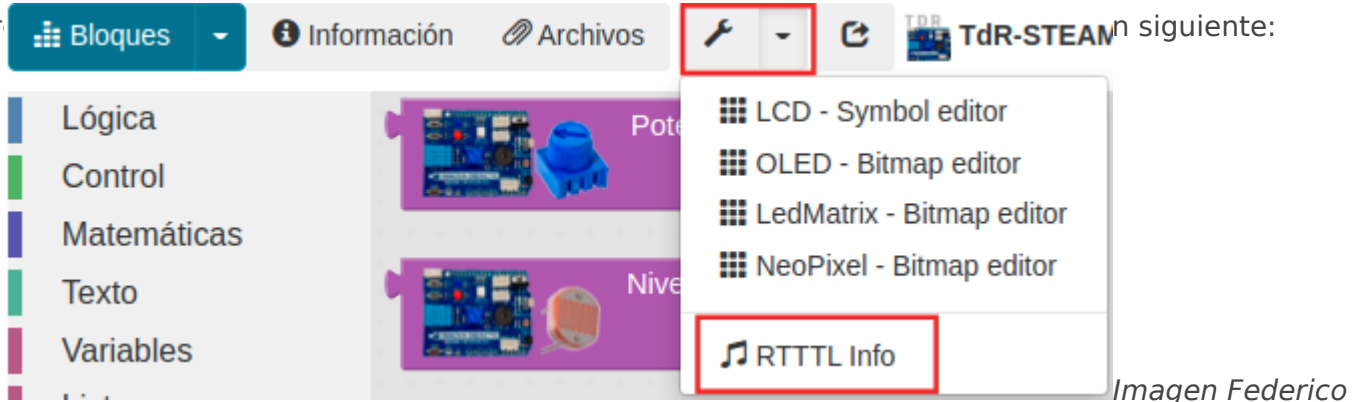 n siguiente:
Bloques Información Archivos TDR TdR-STEAM
Lógica
Control
Matemáticas
Texto
Variables
LCD - Symbol editor
OLED - Bitmap editor
LedMatrix - Bitmap editor
NeoPixel - Bitmap editor
RTTTL Info
Pote
Nive
Imagen Federico